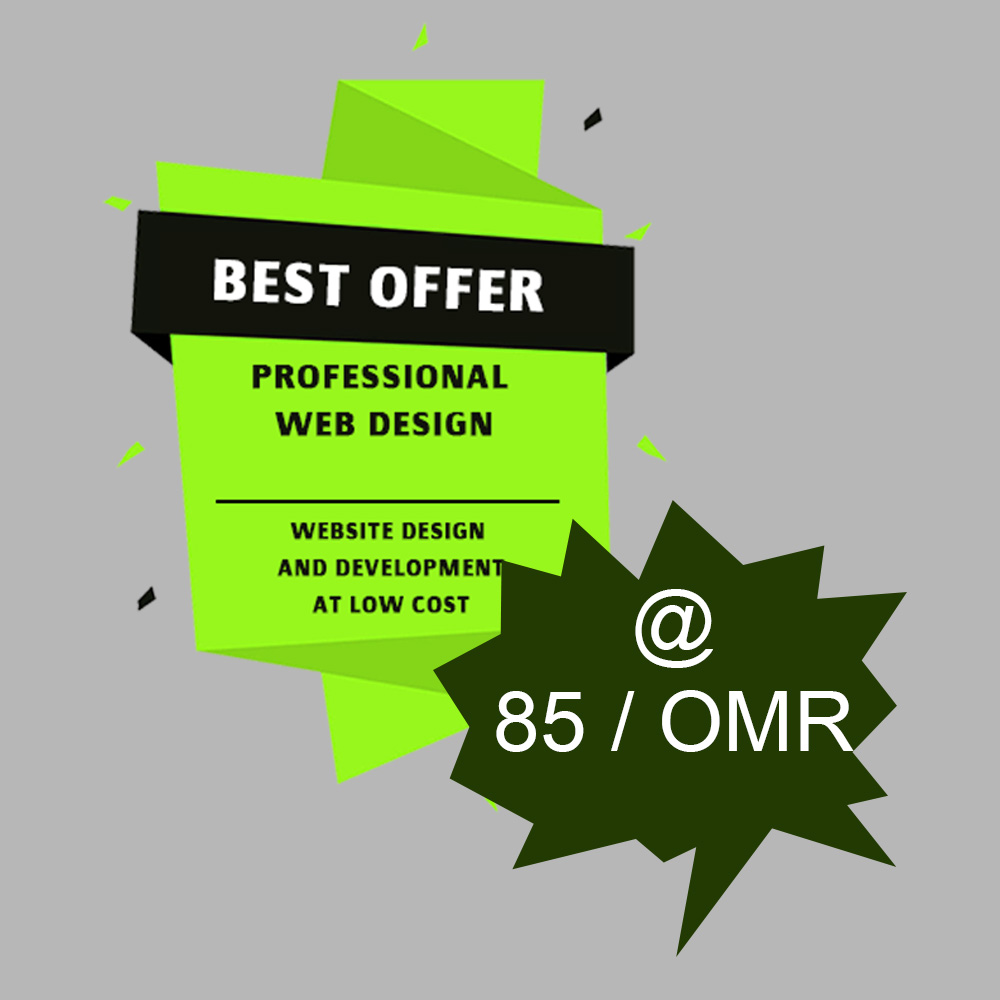 BEST OFFER
PROFESSIONAL
WEB DESIGN
WEBSITE DESIGN
AND DEVELOPMENT
AT LOW COST
@
85 / OMR